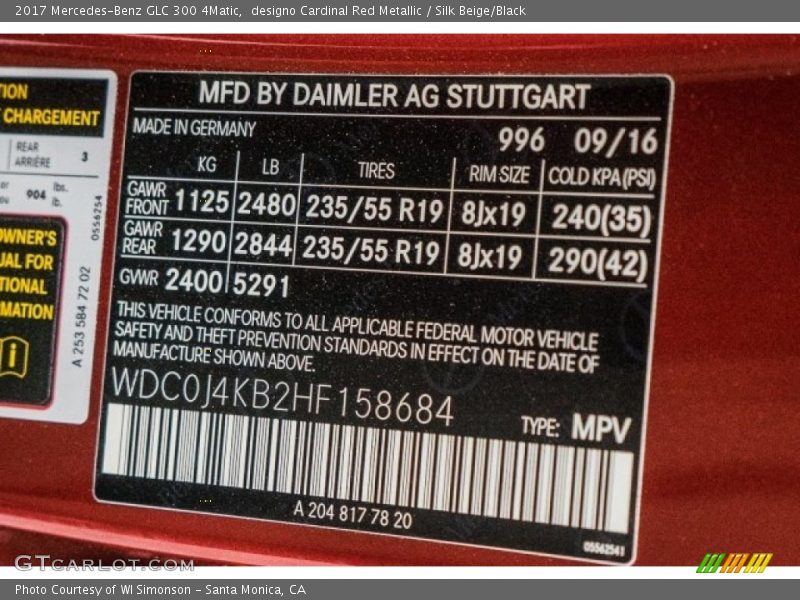 2017 Mercedes-Benz GLC 300 4Matic, designo Cardinal Red Metallic / Silk Beige/Black
TION
CHARGEMENT
REAR
ARRIÈRE 3
or
ou 904 lbs.
lb.
0556254
OWNER'S
UAL FOR
TIONAL
MATION
i
A 253 584 72 02
MFD BY DAIMLER AG STUTTGART
MADE IN GERMANY
996 09/16
KG LB TIRES RIM SIZE COLD KPA(PSI)
GAWR FRONT 1125 2480 235/55 R19 8Jx19 240(35)
GAWR REAR 1290 2844 235/55 R19 8Jx19 290(42)
GWR 2400 5291
THIS VEHICLE CONFORMS TO ALL APPLICABLE FEDERAL MOTOR VEHICLE
SAFETY AND THEFT PREVENTION STANDARDS IN EFFECT ON THE DATE OF
MANUFACTURE SHOWN ABOVE.
WDC0J4KB2HF158684
TYPE: MPV
A 204 817 78 20
05562541
GTcarlot.com
Photo Courtesy of WI Simonson - Santa Monica, CA